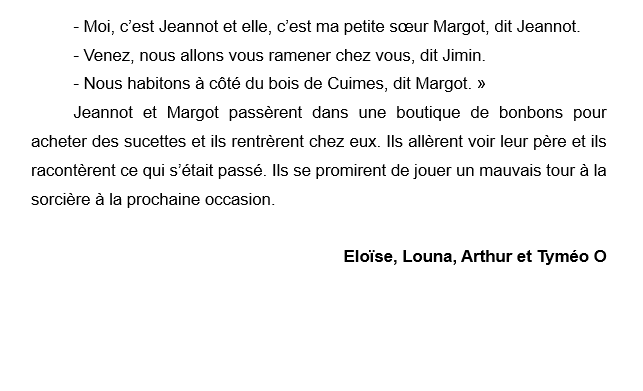 - Moi, c’est Jeannot et elle, c’est ma petite sœur Margot, dit Jeannot.
- Venez, nous allons vous ramener chez vous, dit Jimin.
- Nous habitons à côté du bois de Cuimes, dit Margot. »
Jeannot et Margot passèrent dans une boutique de bonbons pour
acheter des sucettes et ils rentrèrent chez eux. Ils allèrent voir leur père et ils
racontèrent ce qui s’était passé. Ils se promirent de jouer un mauvais tour à la
sorcière à la prochaine occasion.
Eloïse, Louna, Arthur et Tyméo O